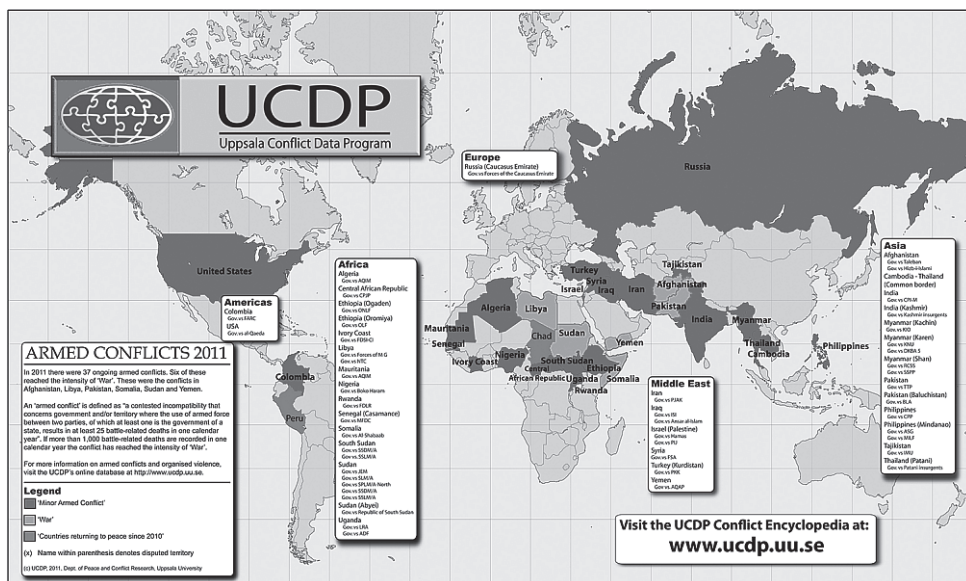 UCDP
Uppsala Conflict Data Program
Europe
Russia (Caucasus Emirate)
Gov. vs Forces of the Caucasus Emirate
Russia
United States
Americas
Colombia
Gov. vs FARC
USA
Gov. vs al-Qaeda
Africa
Algeria
Gov. vs AQIM
Central African Republic
Gov. vs CPJP
Ethiopia (Ogaden)
Gov. vs ONLF
Ethiopia (Oromiya)
Gov. vs OLF
Ivory Coast
Gov. vs FDSI-CI
Libya
Gov. vs Forces of M.G
Gov. vs NTC
Mauritania
Gov. vs AQIM
Nigeria
Gov. vs Boko Haram
Rwanda
Gov. vs FDLR
Senegal (Casamance)
Gov. vs MFDC
Somalia
Gov. vs Al-Shabaab
South Sudan
Gov. vs SSDM/A
Gov. vs SSLM/A
Sudan
Gov. vs JEM
Gov. vs SLM/A
Gov. vs SPLM/A-North
Gov. vs SSDM/A
Gov. vs SSLM/A
Sudan (Abyei)
Gov. vs Republic of South Sudan
Uganda
Gov. vs LRA
Gov. vs ADF
Turkey
Syria
Israel
Iraq
Iran
Tajikistan
Afghanistan
Pakistan
India
Myanmar
Thailand
Cambodia
Philippines
Algeria
Libya
Mauritania
Senegal
Chad
Sudan
Yemen
Ivory Coast
Nigeria
Central
African Republic
South Sudan
Ethiopia
Uganda
Somalia
Rwanda
Colombia
Peru
Asia
Afghanistan
Gov. vs Taleban
Gov. vs Hizb-i Islami
Cambodia - Thailand
(Common border)
India
Gov. vs CPI-M
India (Kashmir)
Gov. vs Kashmir insurgents
Myanmar (Kachin)
Gov. vs KIO
Myanmar (Karen)
Gov. vs KNU
Gov. vs DKBA 5
Myanmar (Shan)
Gov. vs RCSS
Gov. vs SSPP
Pakistan
Gov. vs TTP
Pakistan (Baluchistan)
Gov. vs BLA
Philippines
Gov. vs CPP
Philippines (Mindanao)
Gov. vs ASG
Gov. vs MILF
Tajikistan
Gov. vs IMU
Thailand (Patani)
Gov. vs Patani insurgents
Middle East
Iran
Gov. vs PJAK
Iraq
Gov. vs ISI
Gov. vs Ansar al-Islam
Israel (Palestine)
Gov. vs Hamas
Gov. vs PIJ
Syria
Gov. vs FSA
Turkey (Kurdistan)
Gov. vs PKK
Yemen
Gov. vs AQAP
ARMED CONFLICTS 2011
In 2011 there were 37 ongoing armed conflicts. Six of these
reached the intensity of 'War'. These were the conflicts in
Afghanistan, Libya, Pakistan, Somalia, Sudan and Yemen.
An 'armed conflict' is defined as "a contested incompatibility that
concerns government and/or territory where the use of armed force
between two parties, of which at least one is the government of a
state, results in at least 25 battle-related deaths in one calendar
year". If more than 1,000 battle-related deaths are recorded in one
calendar year the conflict has reached the intensity of 'War'.
For more information on armed conflicts and organised violence,
visit the UCDP's online database at http://www.ucdp.uu.se.
Legend
'Minor Armed Conflict'
'War'
'Countries returning to peace since 2010'
(x) Name within parenthesis denotes disputed territory
(c) UCDP, 2011, Dept. of Peace and Conflict Research, Uppsala University
Visit the UCDP Conflict Encyclopedia at:
www.ucdp.uu.se